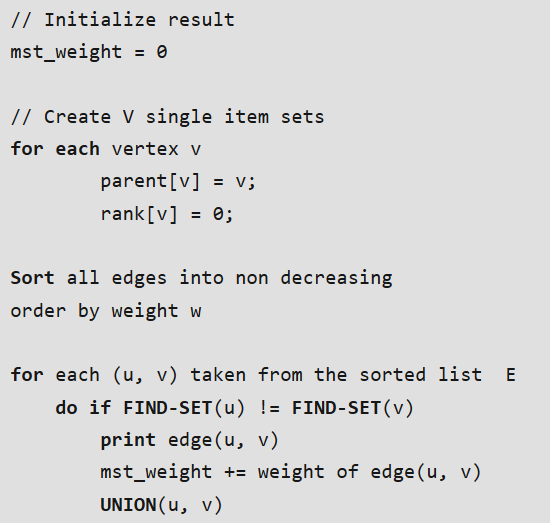 // Initialize result
mst_weight = 0
// Create V single item sets
for each vertex v
parent[v] = v;
rank[v] = 0;
Sort all edges into non decreasing
order by weight w
for each (u, v) taken from the sorted list  E
do if FIND-SET(u) != FIND-SET(v)
print edge(u, v)
mst_weight += weight of edge(u, v)
UNION(u, v)